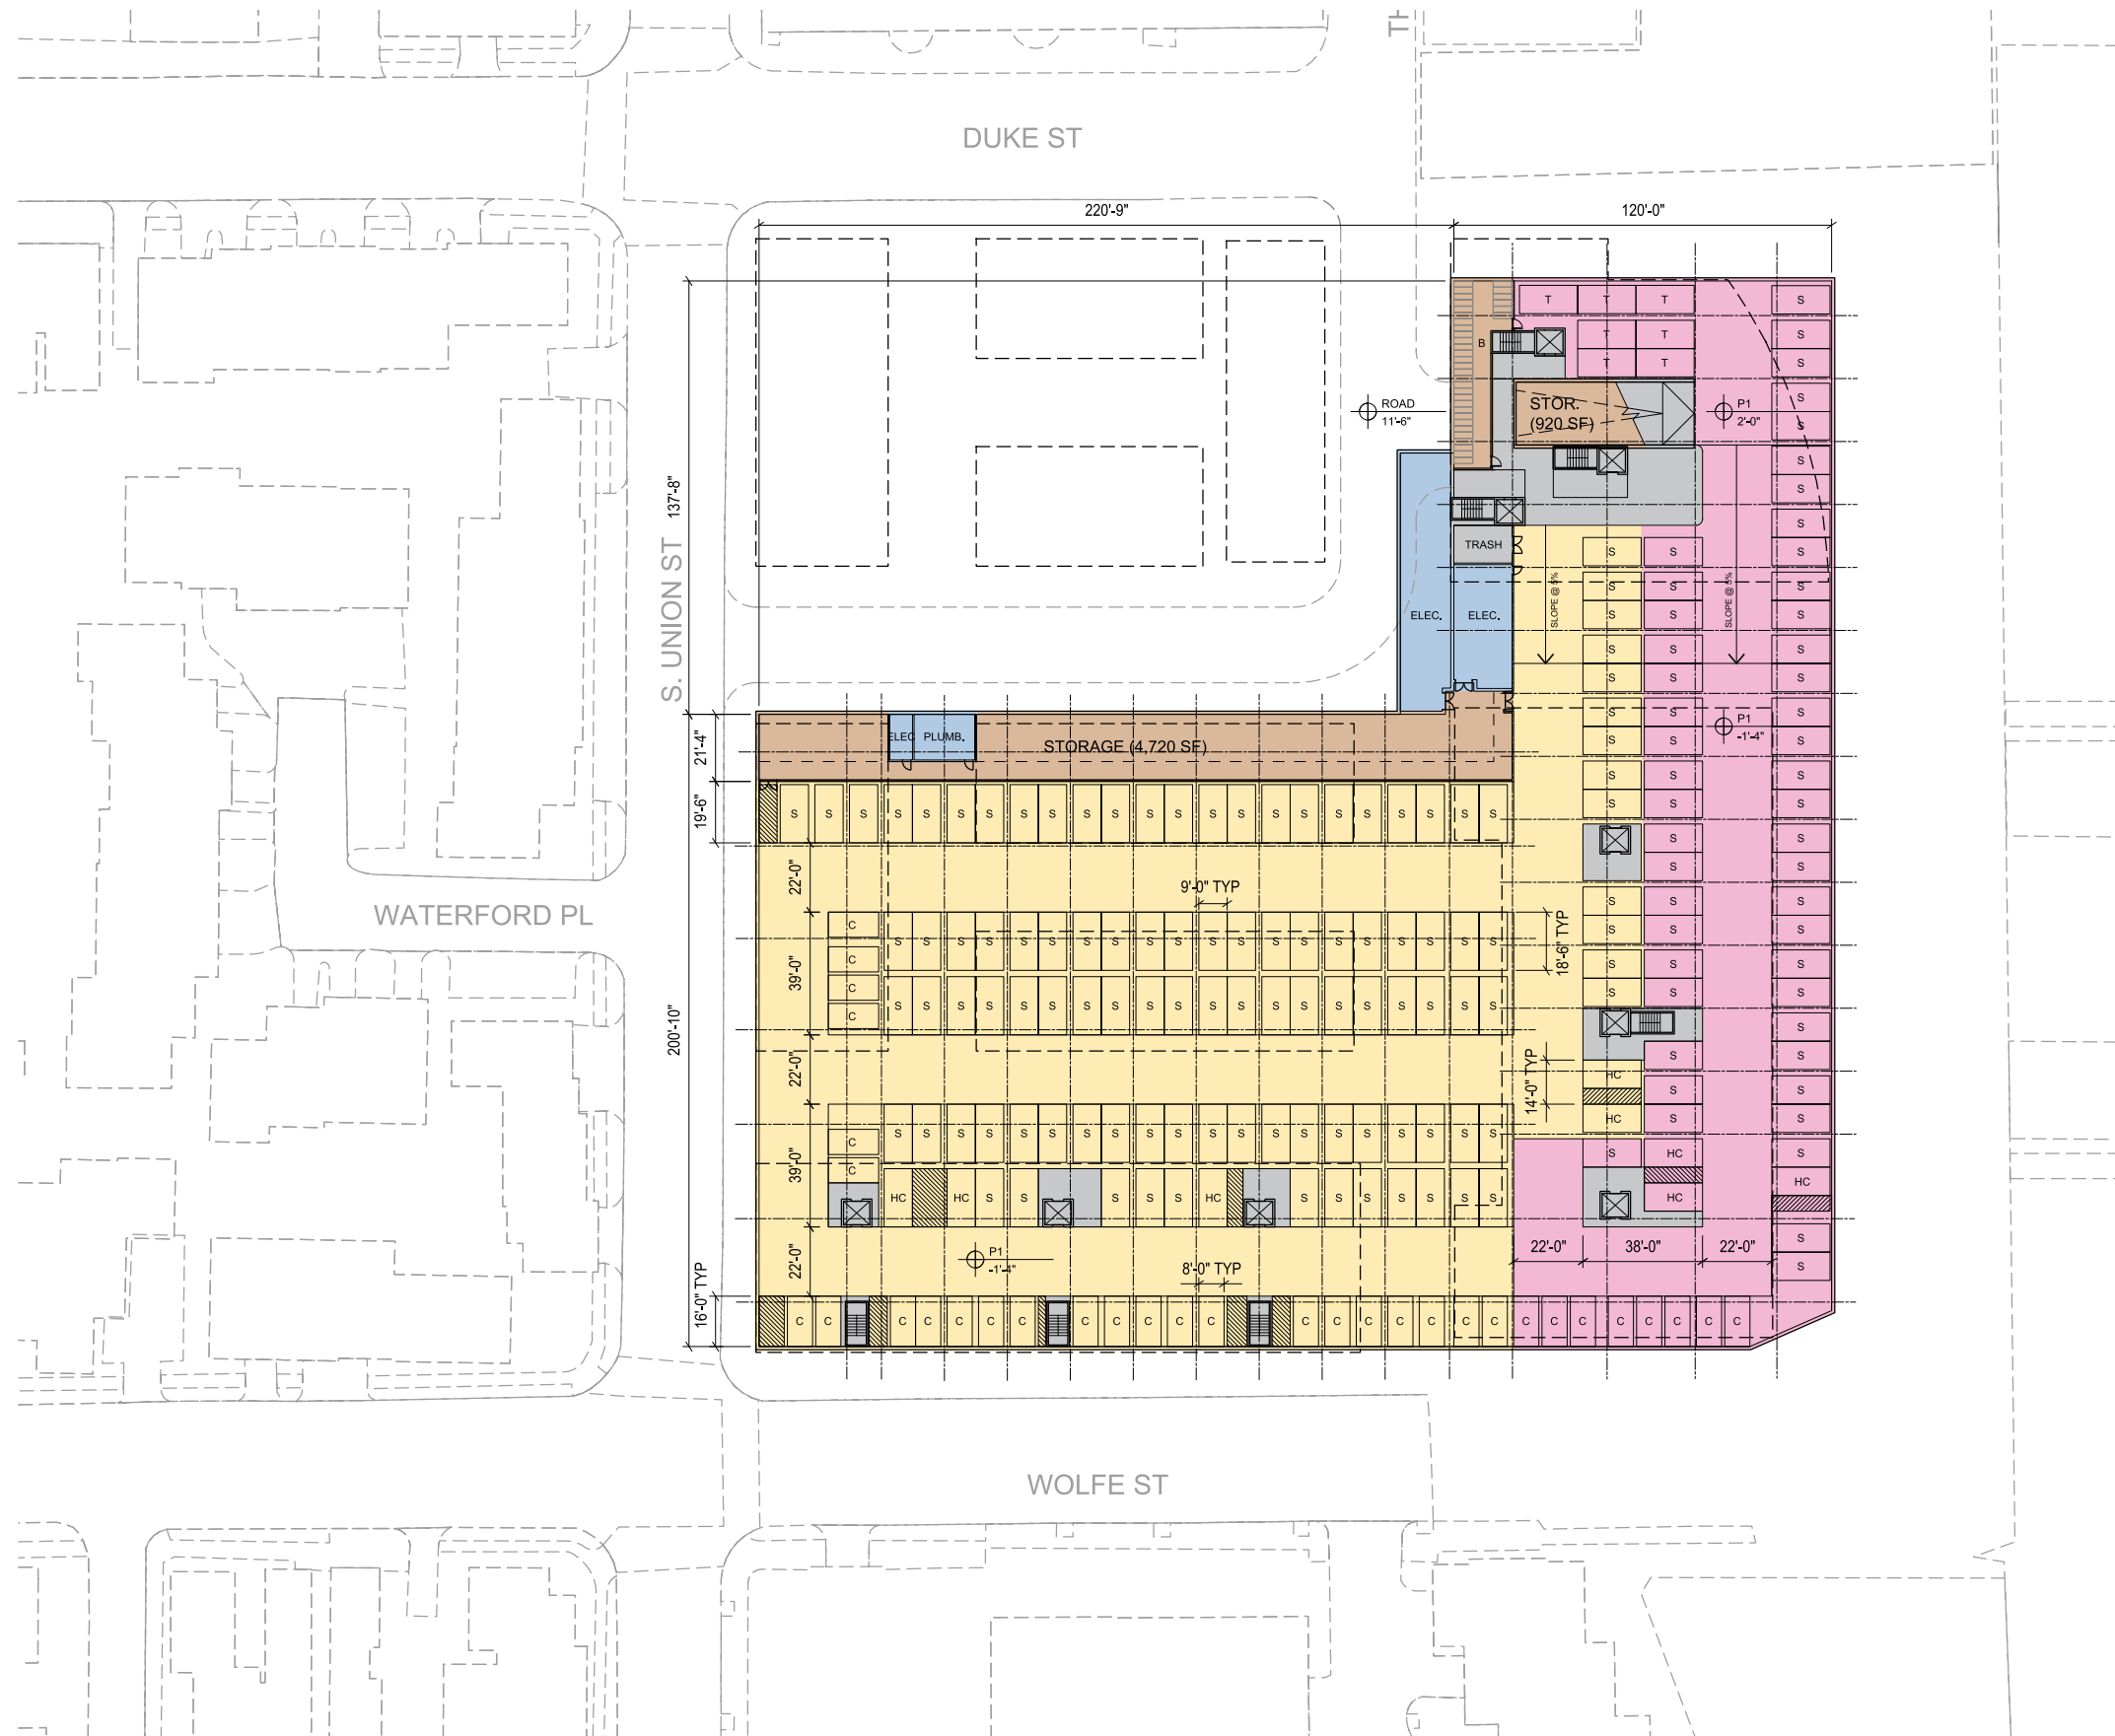 TH
DUKE ST
220'-9"
120'-0"
T T T S
T T S
B
T T S
STOR.
(920 SF)
ROAD
11'-6"
P1
2'-0"
S
S
S
S
137'-8"
S. UNION ST
TRASH
S
S S S
ELEC.
ELEC.
SLOPE @ 5%
SLOPE @ 5%
S S S
S S S
S S S
S S S
S S S
S S S
P1
-1'-4"
21'-4"
ELEC
PLUMB.
STORAGE (4,720 SF)
S S S
S S S
19'-6"
S S S S S S S S S S S S S S S S S S S S S S S
S S
S S
22'-0"
WATERFORD PL
9'-0" TYP
18'-6" TYP
S S S
S S S
C S S S S S S S S S S S S S S S S S S S S
39'-0"
C
C
C S S S S S S S S S S S S S S S S S S S S
S S S
S S S
200'-10"
22'-0"
14'-0" TYP
S
S S
HC S S
HC S S
C S S S S S S S S S S S S S S S S S S S S
39'-0"
C
HC HC S S S S S HC S S S S S S S
S HC S
HC HC
22'-0"
P1
-1'-4"
8'-0" TYP
22'-0"
38'-0"
22'-0"
S
S
16'-0" TYP
C C C C C C C C C C C C C C C C C C C C C C C C C C C
WOLFE ST